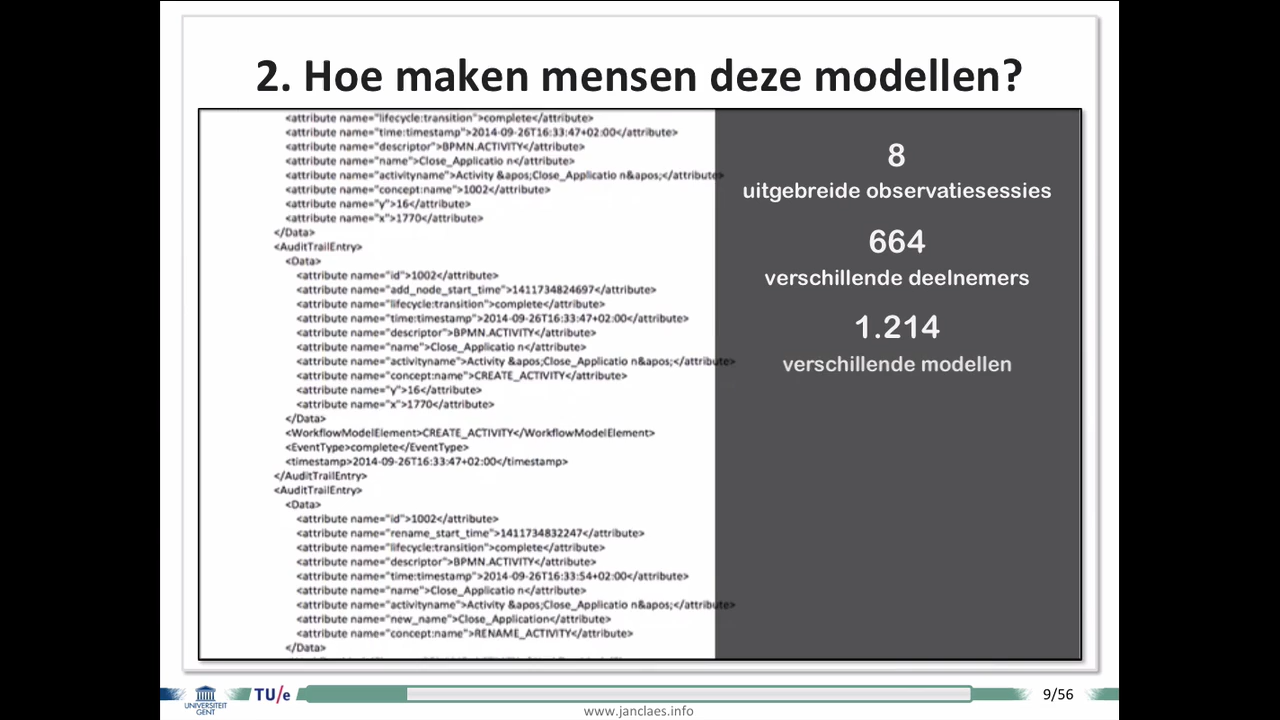 2. Hoe maken mensen deze modellen?
<attribute name="lifecycle:transition">complete</attribute>
<attribute name="time:timestamp">2014-09-26T16:33:47+02:00</attribute>
<attribute name="descriptor">BPMN.ACTIVITY</attribute>
<attribute name="name">Close_Applicatio n</attribute>
<attribute name="activityname">Activity &apos;Close_Applicatio n&apos;</attribute>
<attribute name="concept:name">1002</attribute>
<attribute name="y">16</attribute>
<attribute name="x">1770</attribute>
</Data>
<AuditTrailEntry>
<Data>
<attribute name="id">1002</attribute>
<attribute name="add_node_start_time">1411734824697</attribute>
<attribute name="lifecycle:transition">complete</attribute>
<attribute name="time:timestamp">2014-09-26T16:33:47+02:00</attribute>
<attribute name="descriptor">BPMN.ACTIVITY</attribute>
<attribute name="name">Close_Applicatio n</attribute>
<attribute name="activityname">Activity &apos;Close_Applicatio n&apos;</attribute>
<attribute name="concept:name">CREATE_ACTIVITY</attribute>
<attribute name="y">16</attribute>
<attribute name="x">1770</attribute>
</Data>
<WorkflowModelElement>CREATE_ACTIVITY</WorkflowModelElement>
<EventType>complete</EventType>
<timestamp>2014-09-26T16:33:47+02:00</timestamp>
</AuditTrailEntry>
<AuditTrailEntry>
<Data>
<attribute name="id">1002</attribute>
<attribute name="rename_start_time">1411734832247</attribute>
<attribute name="lifecycle:transition">complete</attribute>
<attribute name="descriptor">BPMN.ACTIVITY</attribute>
<attribute name="time:timestamp">2014-09-26T16:33:54+02:00</attribute>
<attribute name="name">Close_Applicatio n</attribute>
<attribute name="activityname">Activity &apos;Close_Applicatio n&apos;</attribute>
<attribute name="new_name">Close_Application</attribute>
<attribute name="concept:name">RENAME_ACTIVITY</attribute>
</Data>
8
uitgebreide observatiesessies
664
verschillende deelnemers
1.214
verschillende modellen
UNIVERSITEIT
GENT
TU/e
9/56
www.janclaes.info